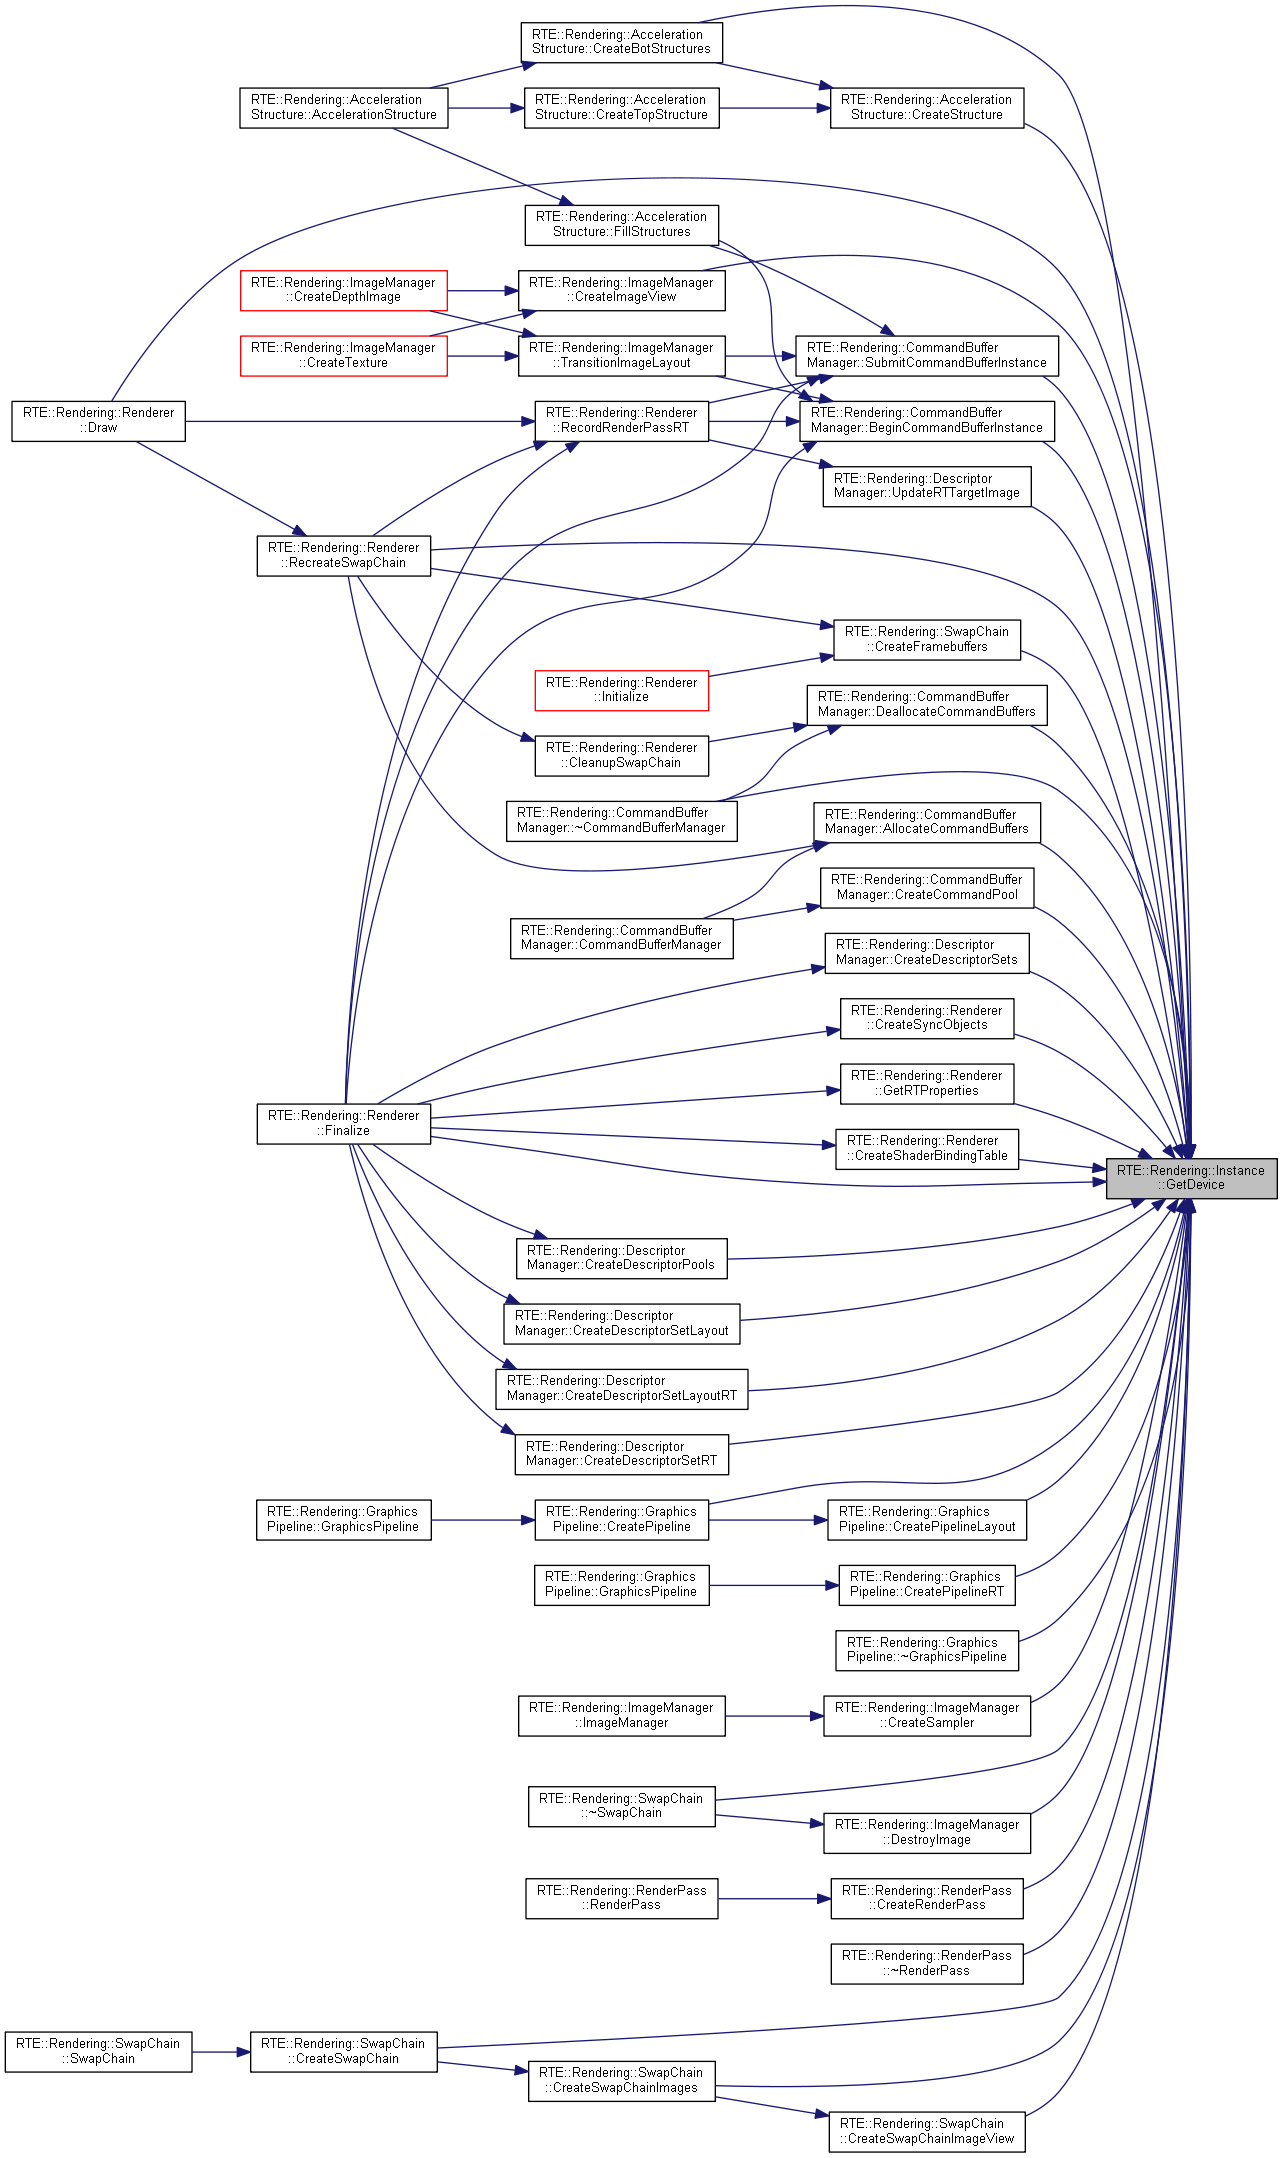 RTE::Rendering::Acceleration
Structure::CreateBotStructures
RTE::Rendering::Acceleration
Structure::AccelerationStructure
RTE::Rendering::Acceleration
Structure::CreateTopStructure
RTE::Rendering::Acceleration
Structure::CreateStructure
RTE::Rendering::Acceleration
Structure::FillStructures
RTE::Rendering::ImageManager
::CreateDepthImage
RTE::Rendering::ImageManager
::CreateImageView
RTE::Rendering::ImageManager
::CreateTexture
RTE::Rendering::ImageManager
::TransitionImageLayout
RTE::Rendering::CommandBuffer
Manager::SubmitCommandBufferInstance
RTE::Rendering::Renderer
::Draw
RTE::Rendering::Renderer
::RecordRenderPassRT
RTE::Rendering::CommandBuffer
Manager::BeginCommandBufferInstance
RTE::Rendering::Descriptor
Manager::UpdateRTTargetImage
RTE::Rendering::Renderer
::RecreateSwapChain
RTE::Rendering::SwapChain
::CreateFramebuffers
RTE::Rendering::Renderer
::Initialize
RTE::Rendering::CommandBuffer
Manager::DeallocateCommandBuffers
RTE::Rendering::Renderer
::CleanupSwapChain
RTE::Rendering::CommandBuffer
Manager::~CommandBufferManager
RTE::Rendering::CommandBuffer
Manager::AllocateCommandBuffers
RTE::Rendering::CommandBuffer
Manager::CreateCommandPool
RTE::Rendering::CommandBuffer
Manager::CommandBufferManager
RTE::Rendering::Descriptor
Manager::CreateDescriptorSets
RTE::Rendering::Renderer
::CreateSyncObjects
RTE::Rendering::Renderer
::GetRTProperties
RTE::Rendering::Renderer
::Finalize
RTE::Rendering::Renderer
::CreateShaderBindingTable
RTE::Rendering::Instance
::GetDevice
RTE::Rendering::Descriptor
Manager::CreateDescriptorPools
RTE::Rendering::Descriptor
Manager::CreateDescriptorSetLayout
RTE::Rendering::Descriptor
Manager::CreateDescriptorSetLayoutRT
RTE::Rendering::Descriptor
Manager::CreateDescriptorSetRT
RTE::Rendering::Graphics
Pipeline::GraphicsPipeline
RTE::Rendering::Graphics
Pipeline::CreatePipeline
RTE::Rendering::Graphics
Pipeline::CreatePipelineLayout
RTE::Rendering::Graphics
Pipeline::GraphicsPipeline
RTE::Rendering::Graphics
Pipeline::CreatePipelineRT
RTE::Rendering::Graphics
Pipeline::~GraphicsPipeline
RTE::Rendering::ImageManager
::ImageManager
RTE::Rendering::ImageManager
::CreateSampler
RTE::Rendering::SwapChain
::~SwapChain
RTE::Rendering::ImageManager
::DestroyImage
RTE::Rendering::RenderPass
::RenderPass
RTE::Rendering::RenderPass
::CreateRenderPass
RTE::Rendering::RenderPass
::~RenderPass
RTE::Rendering::SwapChain
::SwapChain
RTE::Rendering::SwapChain
::CreateSwapChain
RTE::Rendering::SwapChain
::CreateSwapChainImages
RTE::Rendering::SwapChain
::CreateSwapChainImageView